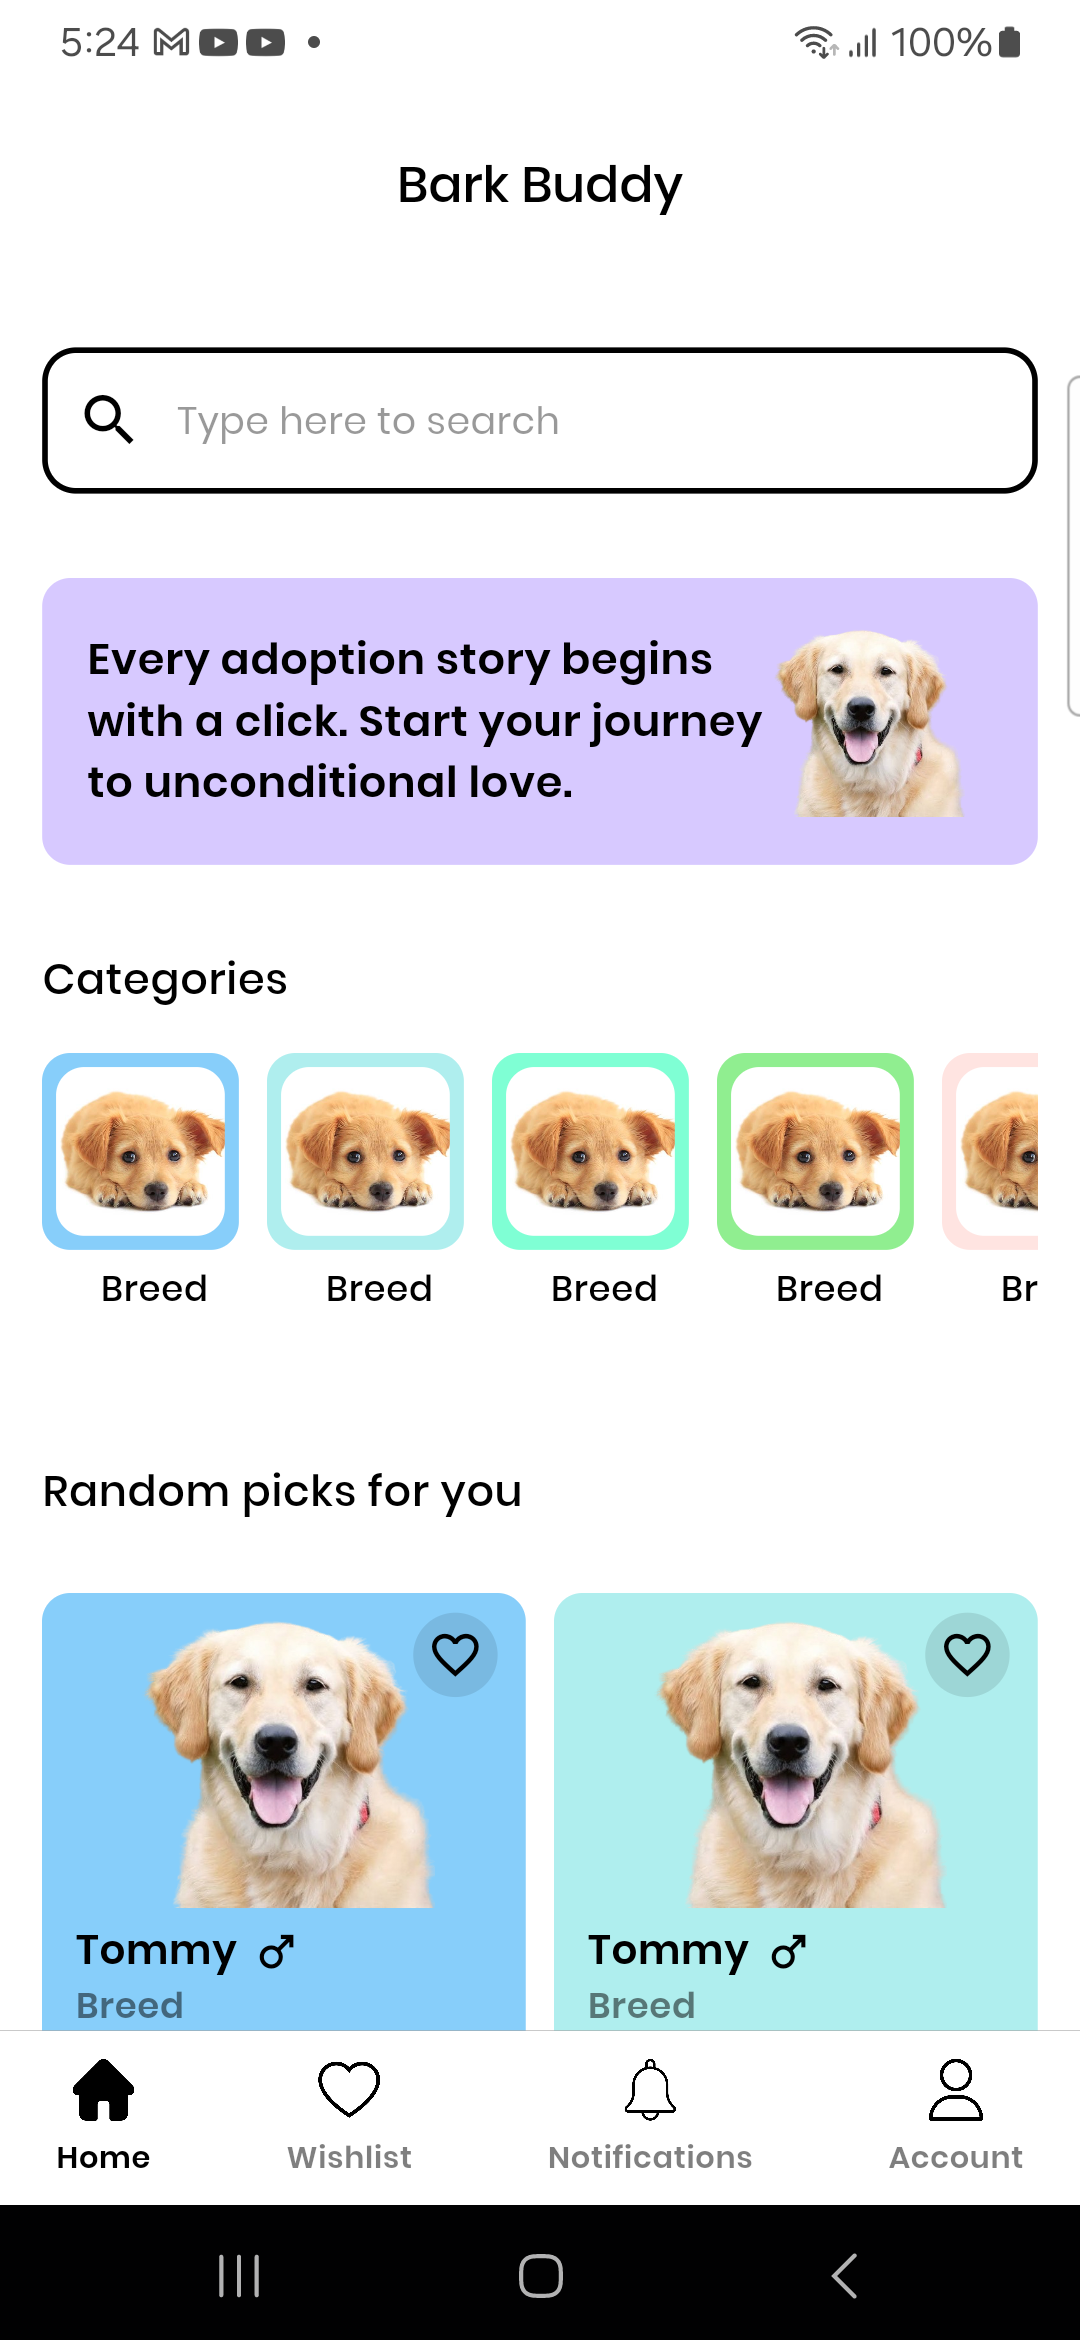 5:24
100%
Bark Buddy
Type here to search
Every adoption story begins
with a click. Start your journey
to unconditional love.
Categories
Breed Breed Breed Breed Br
Random picks for you
Tommy Tommy
Breed Breed
Home Wishlist Notifications Account